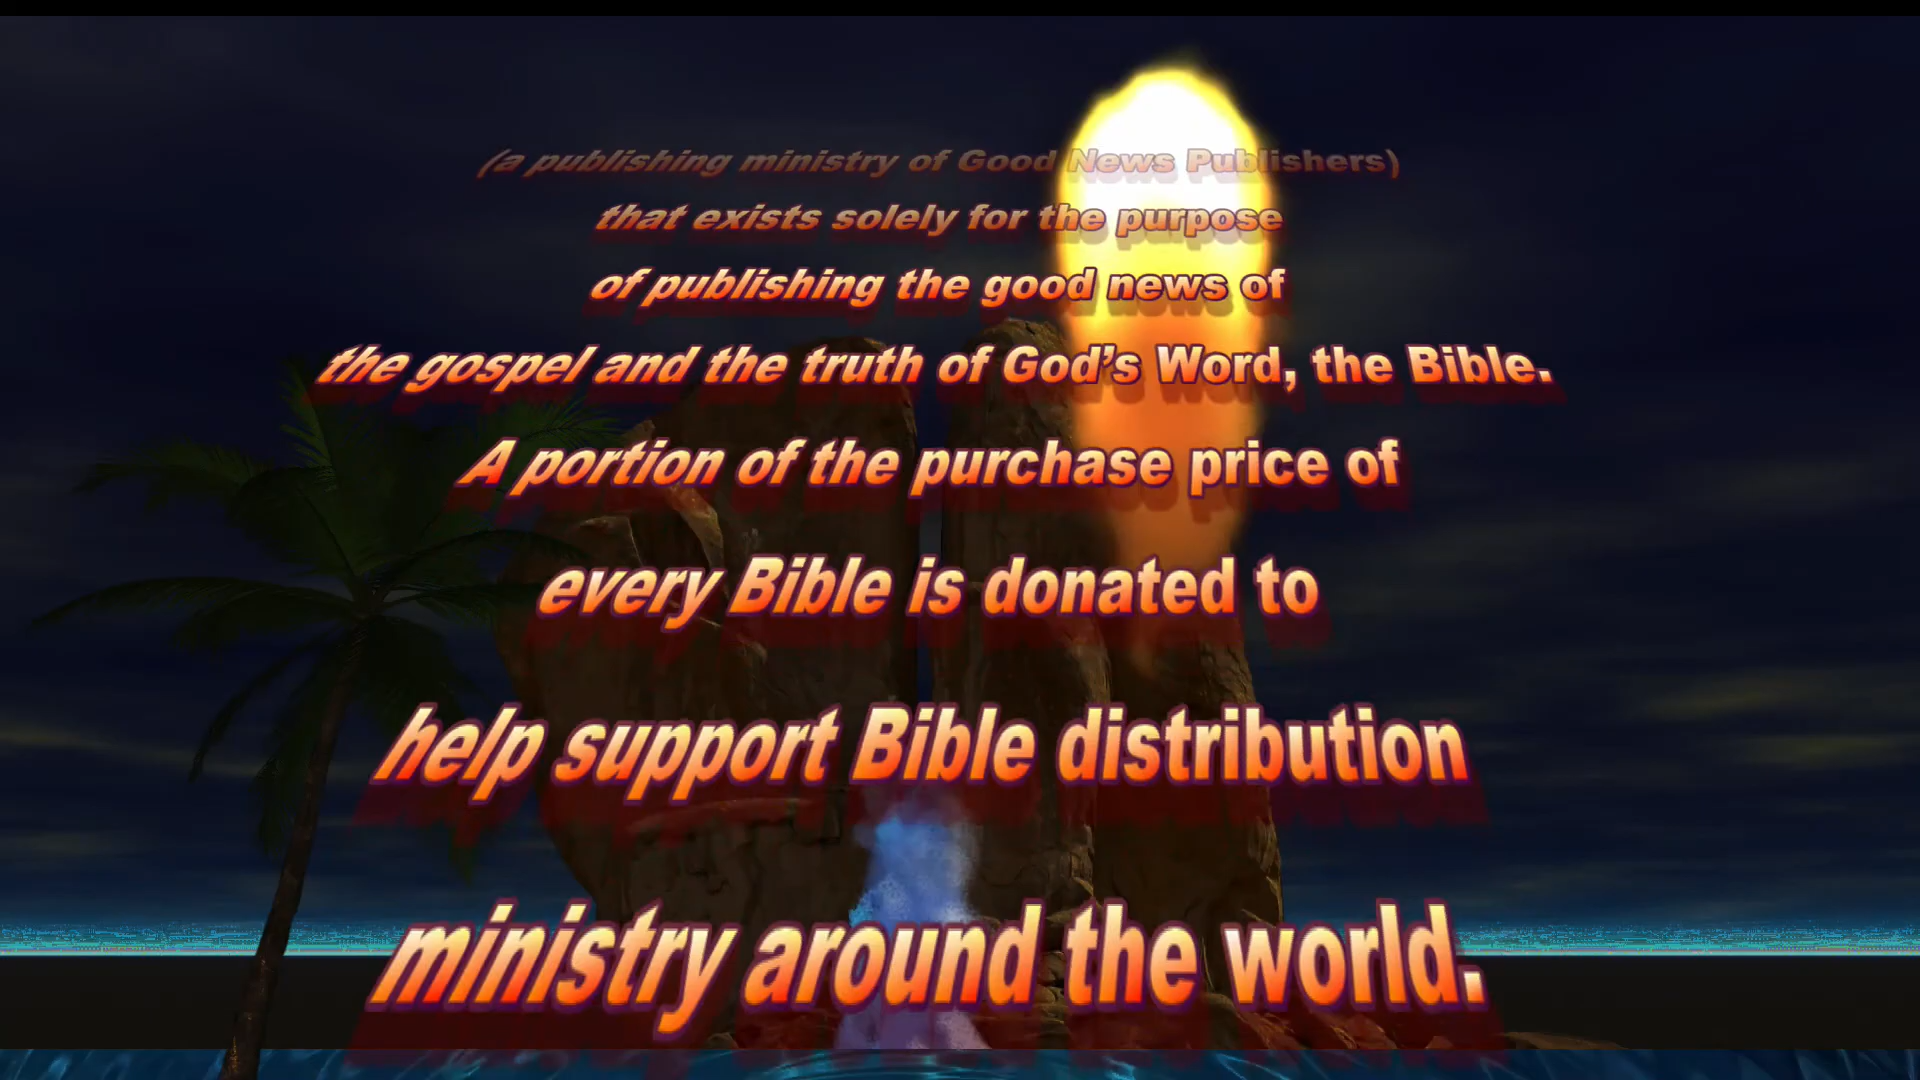 (a publishing ministry of Good News Publishers)
that exists solely for the purpose
of publishing the good news of
the gospel and the truth of God’s Word, the Bible.
A portion of the purchase price of
every Bible is donated to
help support Bible distribution
ministry around the world.